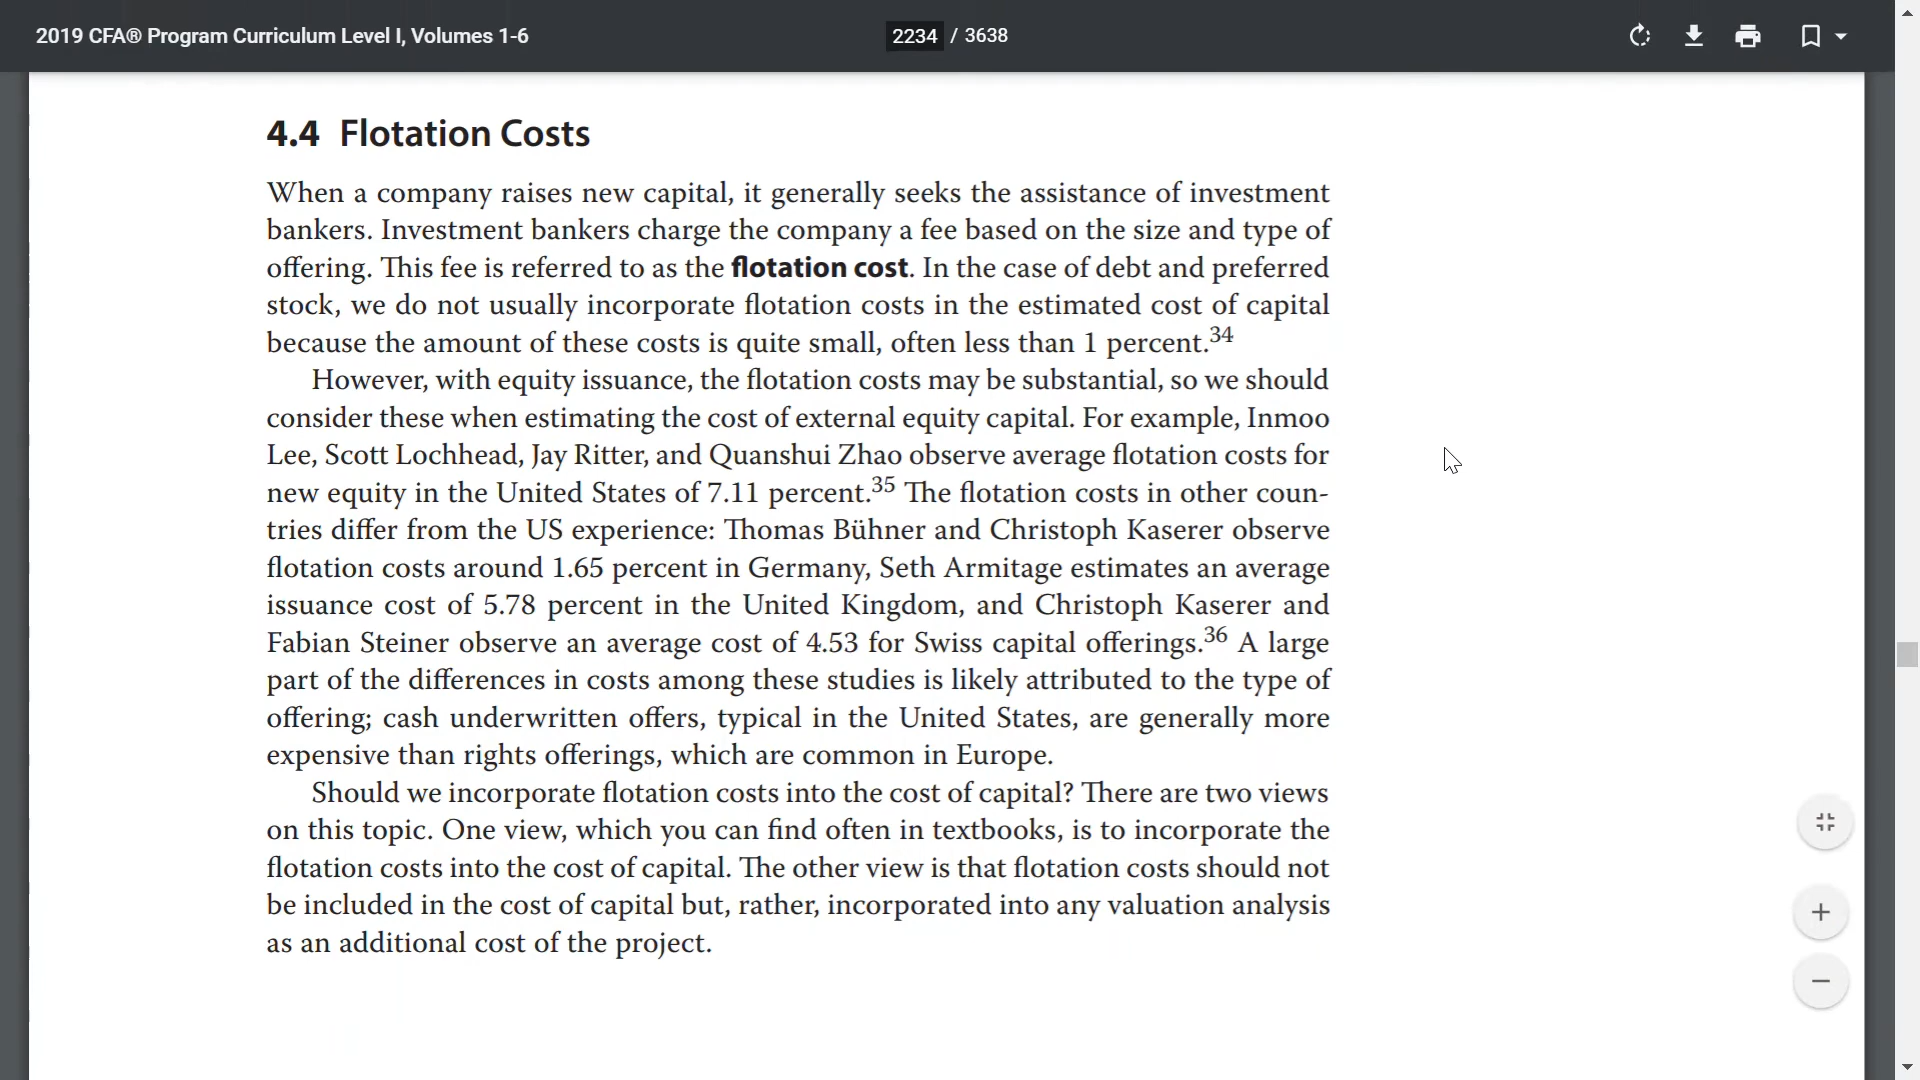 2019 CFA® Program Curriculum Level I, Volumes 1-6
2234 / 3638
4.4 Flotation Costs
When a company raises new capital, it generally seeks the assistance of investment
bankers. Investment bankers charge the company a fee based on the size and type of
offering. This fee is referred to as the flotation cost. In the case of debt and preferred
stock, we do not usually incorporate flotation costs in the estimated cost of capital
because the amount of these costs is quite small, often less than 1 percent.34
However, with equity issuance, the flotation costs may be substantial, so we should
consider these when estimating the cost of external equity capital. For example, Inmoo
Lee, Scott Lochhead, Jay Ritter, and Quanshui Zhao observe average flotation costs for
new equity in the United States of 7.11 percent.35 The flotation costs in other coun-
tries differ from the US experience: Thomas Bühner and Christoph Kaserer observe
flotation costs around 1.65 percent in Germany, Seth Armitage estimates an average
issuance cost of 5.78 percent in the United Kingdom, and Christoph Kaserer and
Fabian Steiner observe an average cost of 4.53 for Swiss capital offerings.36 A large
part of the differences in costs among these studies is likely attributed to the type of
offering; cash underwritten offers, typical in the United States, are generally more
expensive than rights offerings, which are common in Europe.
Should we incorporate flotation costs into the cost of capital? There are two views
on this topic. One view, which you can find often in textbooks, is to incorporate the
flotation costs into the cost of capital. The other view is that flotation costs should not
be included in the cost of capital but, rather, incorporated into any valuation analysis
as an additional cost of the project.